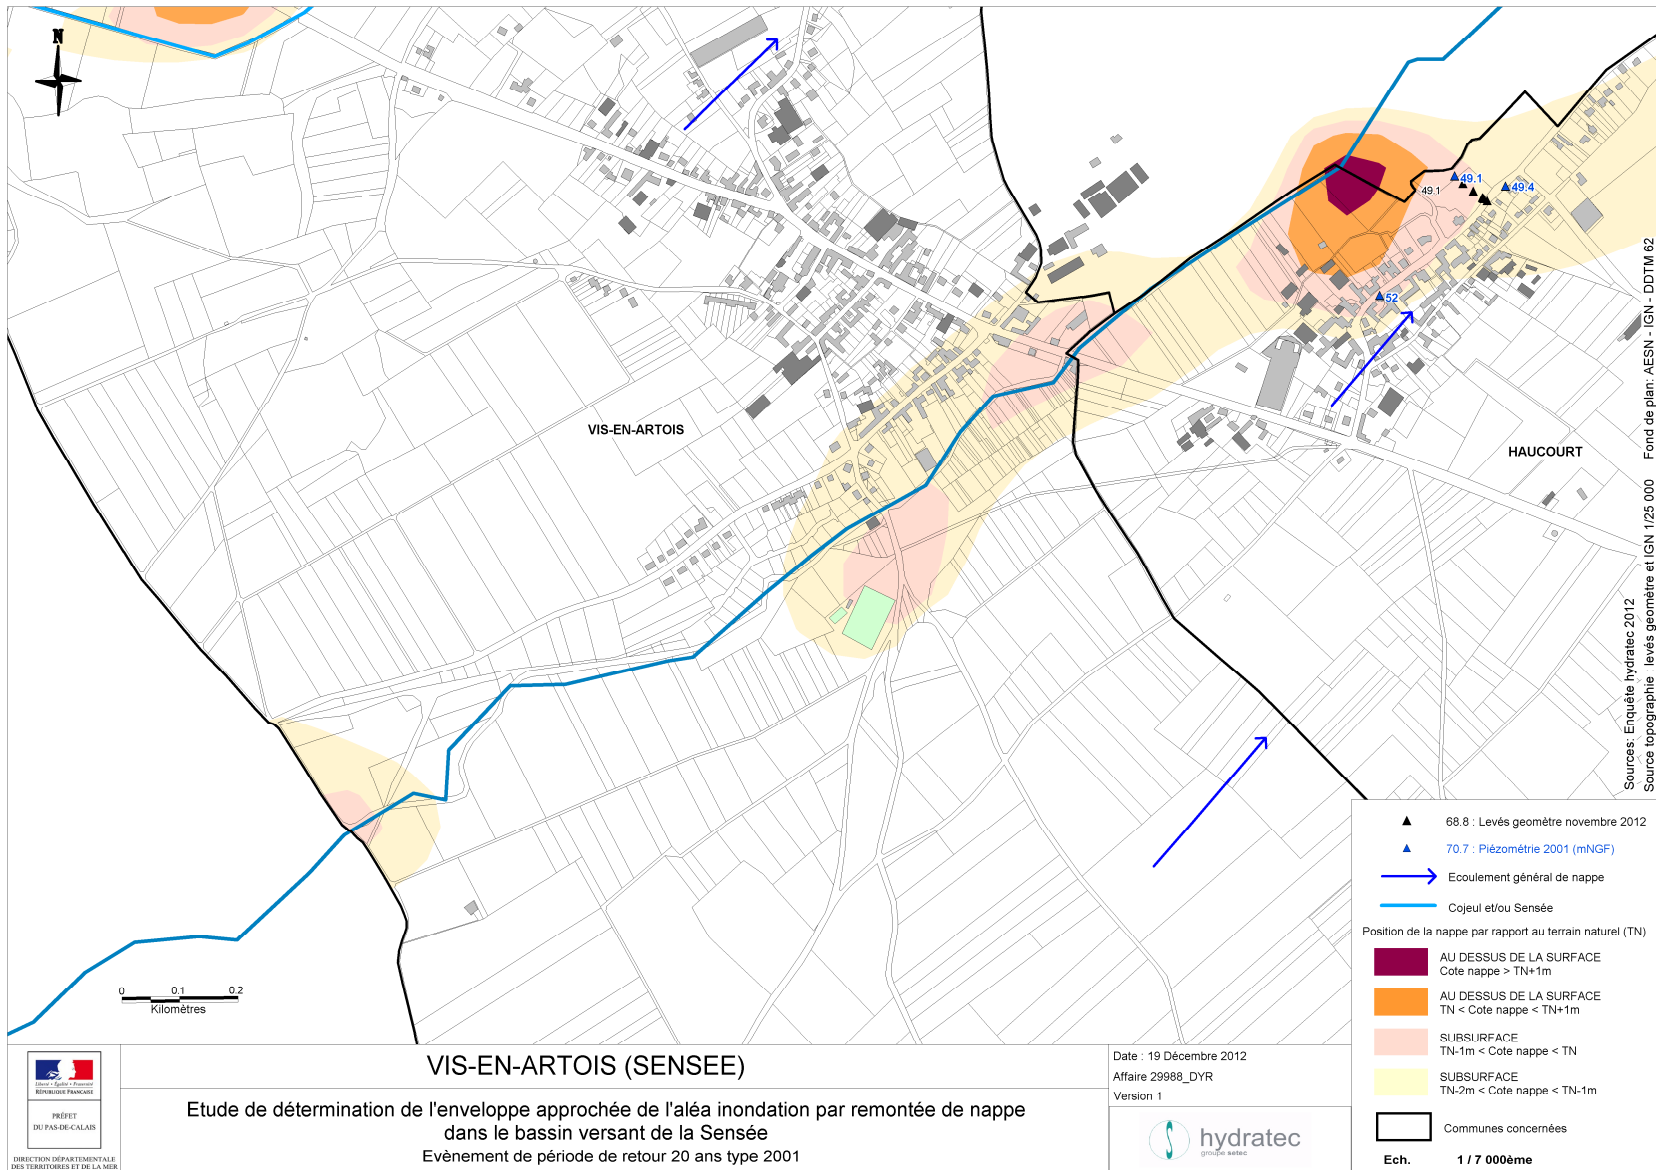 N
49.1
49.1
49.4
52
VIS-EN-ARTOIS
HAUCOURT
Sources: Enquête hydratec 2012
Source topographie levés geomètre et IGN 1/25 000 Fond de plan: AESN - IGN - DDTM 62
0 0.1 0.2
Kilomètres
68.8 : Levés geomètre novembre 2012
70.7 : Piézométrie 2001 (mNGF)
Ecoulement général de nappe
Cojeul et/ou Sensée
Position de la nappe par rapport au terrain naturel (TN)
AU DESSUS DE LA SURFACE
Cote nappe > TN+1m
AU DESSUS DE LA SURFACE
TN < Cote nappe < TN+1m
SUBSURFACE
TN-1m < Cote nappe < TN
SUBSURFACE
TN-2m < Cote nappe < TN-1m
Communes concernées
Ech. 1 / 7 000ème
Liberté • Égalité • Fraternité
RÉPUBLIQUE FRANÇAISE
PRÉFET
DU PAS-DE-CALAIS
DIRECTION DÉPARTEMENTALE
DES TERRITOIRES ET DE LA MER
VIS-EN-ARTOIS (SENSEE)
Etude de détermination de l'enveloppe approchée de l'aléa inondation par remontée de nappe
dans le bassin versant de la Sensée
Evènement de période de retour 20 ans type 2001
Date : 19 Décembre 2012
Affaire 29988_DYR
Version 1
hydratec
groupe setec